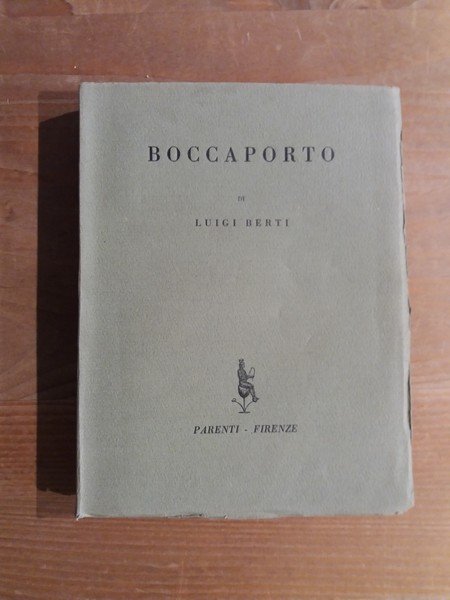 BOCCAPORTO
DI
LUIGI BERTI
PARENTI - FIRENZE